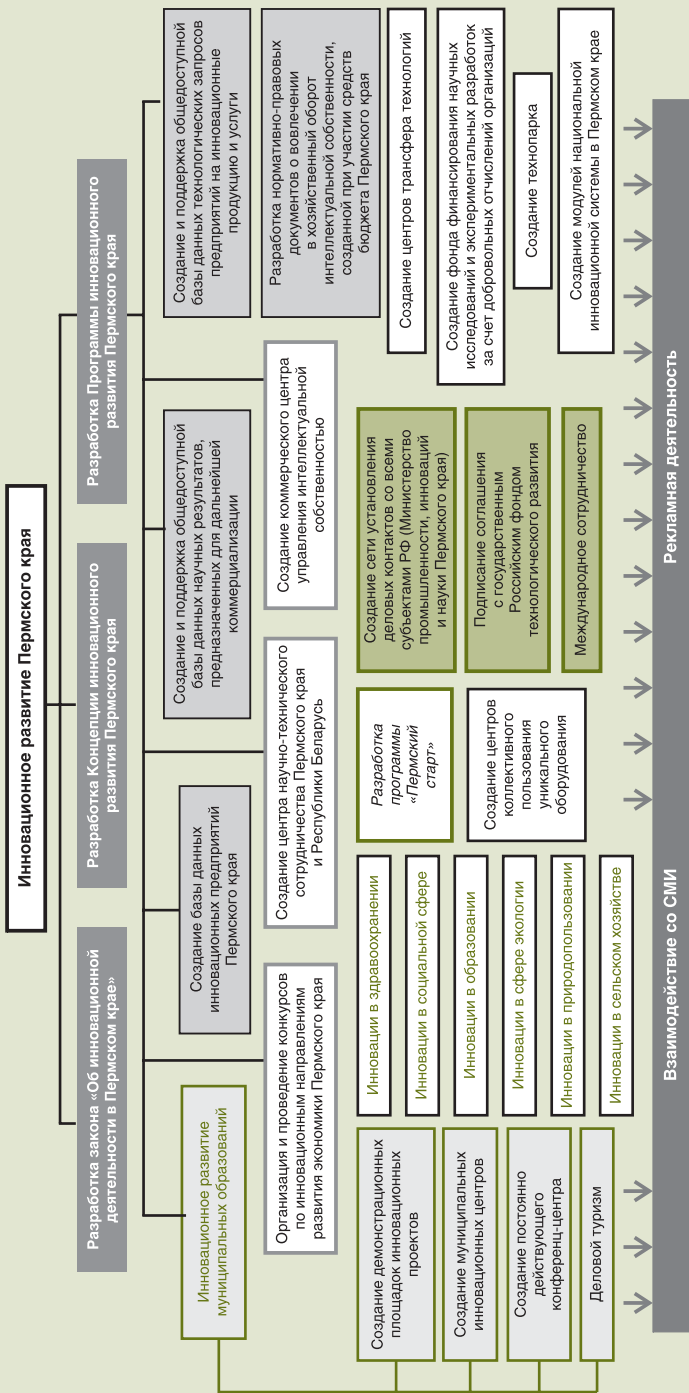 Инновационное развитие Пермского края
Разработка закона «Об инновационной
деятельности в Пермском крае»
Разработка Концепции инновационного
развития Пермского края
Разработка Программы инновационного
развития Пермского края
Инновационное развитие
муниципальных образований
Создание базы данных
инновационных предприятий
Пермского края
Создание и поддержка общедоступной
базы данных научных результатов,
предназначенных для дальнейшей
коммерциализации
Создание и поддержка общедоступной
базы данных технологических запросов
предприятий на инновационные
продукцию и услуги
Организация и проведение конкурсов
по инновационным направлениям
развития экономики Пермского края
Создание центра научно-технического
сотрудничества Пермского края
и Республики Беларусь
Создание коммерческого центра
управления интеллектуальной
собственностью
Разработка нормативно-правовых
документов о вовлечении
в хозяйственный оборот
интеллектуальной собственности,
созданной при участии средств
бюджета Пермского края
Создание демонстрационных
площадок инновационных
проектов
Создание муниципальных
инновационных центров
Создание постоянно
действующего
конференц-центра
Деловой туризм
Инновации в здравоохранении
Инновации в социальной сфере
Инновации в образовании
Инновации в сфере экологии
Инновации в природопользовании
Инновации в сельском хозяйстве
Разработка
программы
«Пермский
старт»
Создание центров
коллективного
пользования
уникального
оборудования
Создание сети установления
деловых контактов со всеми
субъектами РФ (Министерство
промышленности, инноваций
и науки Пермского края)
Подписание соглашения
с государственным
Российским фондом
технологического развития
Международное сотрудничество
Создание центров трансфера технологий
Создание фонда финансирования научных
исследований и экспериментальных разработок
за счет добровольных отчислений организаций
Создание технопарка
Создание модулей национальной
инновационной системы в Пермском крае
Взаимодействие со СМИ
Рекламная деятельность